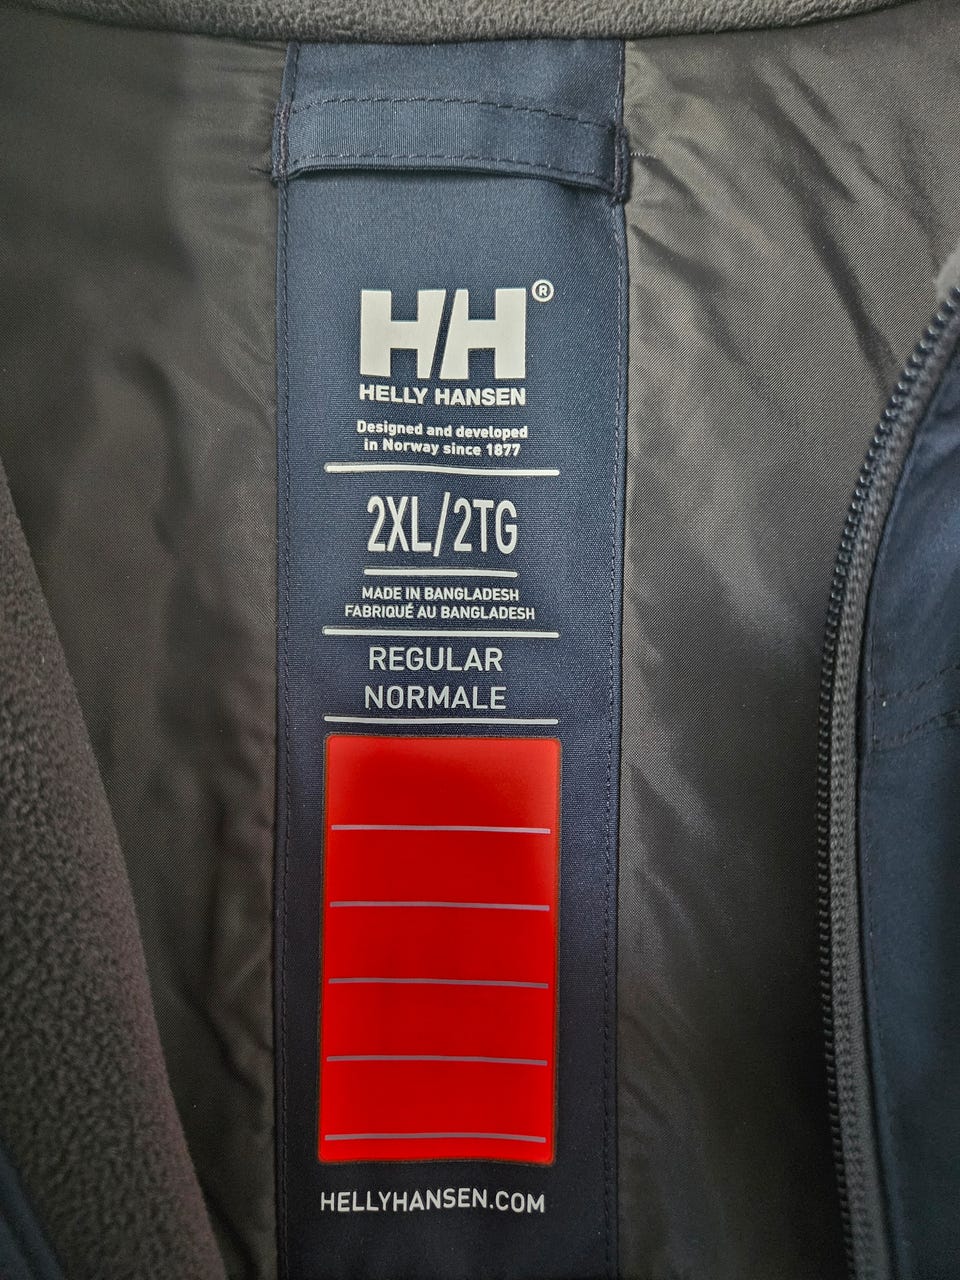 HH®
HELLY HANSEN
Designed and developed
in Norway since 1877
2XL/2TG
MADE IN BANGLADESH
FABRIQUÉ AU BANGLADESH
REGULAR
NORMALE
HELLYHANSEN.COM